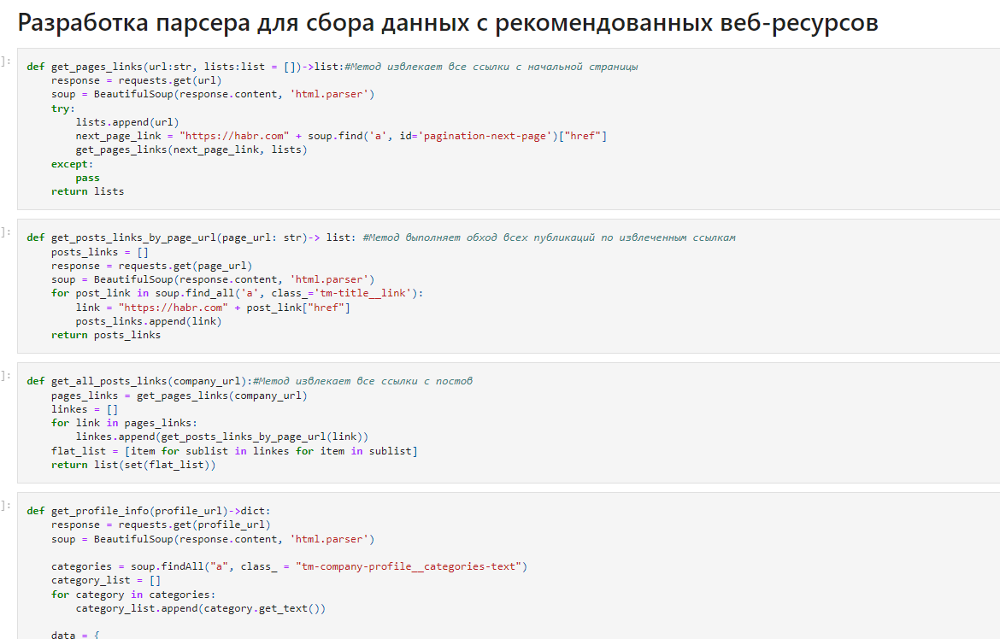 Разработка парсера для сбора данных с рекомендованных веб-ресурсов
]:
def get_pages_links(url:str, lists:list = [])->list:#Метод извлекает все ссылки с начальной страницы
    response = requests.get(url)
    soup = BeautifulSoup(response.content, 'html.parser')
    try:
        lists.append(url)
        next_page_link = "https://habr.com" + soup.find('a', id='pagination-next-page')["href"]
        get_pages_links(next_page_link, lists)
    except:
        pass
    return lists
]:
def get_posts_links_by_page_url(page_url: str)-> list: #Метод выполняет обход всех публикаций по извлеченным ссылкам
    posts_links = []
    response = requests.get(page_url)
    soup = BeautifulSoup(response.content, 'html.parser')
    for post_link in soup.find_all('a', class_='tm-title__link'):
        link = "https://habr.com" + post_link["href"]
        posts_links.append(link)
    return posts_links
]:
def get_all_posts_links(company_url):#Метод извлекает все ссылки с постов
    pages_links = get_pages_links(company_url)
    linkes = []
    for link in pages_links:
        linkes.append(get_posts_links_by_page_url(link))
    flat_list = [item for sublist in linkes for item in sublist]
    return list(set(flat_list))
]:
def get_profile_info(profile_url)->dict:
    response = requests.get(profile_url)
    soup = BeautifulSoup(response.content, 'html.parser')

    categories = soup.findAll("a", class_ = "tm-company-profile__categories-text")
    category_list = []
    for category in categories:
        category_list.append(category.get_text())

    data = {